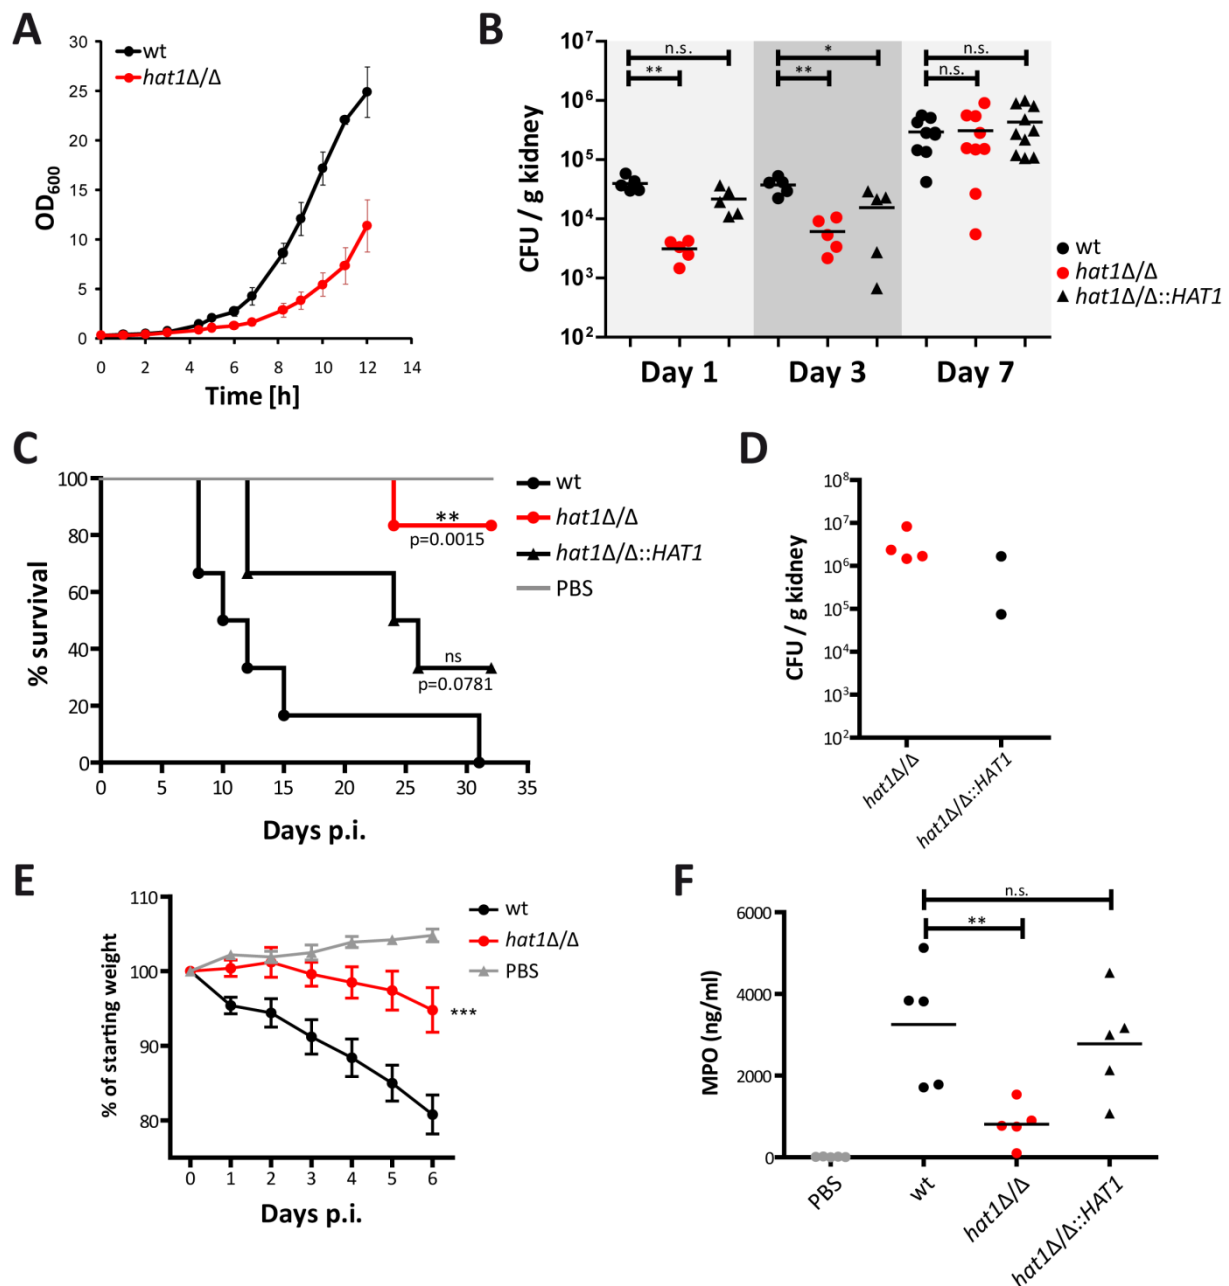 A
30
25
20
15
10
5
0
OD600
0 2 4 6 8 10 12 14
Time [h]
wt
hat1Δ/Δ
B
10^7
10^6
10^5
10^4
10^3
10^2
CFU / g kidney
n.s.
**
*
**
n.s.
n.s.
Day 1 Day 3 Day 7
wt
hat1Δ/Δ
hat1Δ/Δ::HAT1
C
100
80
60
40
20
0
% survival
0 5 10 15 20 25 30 35
Days p.i.
**
p=0.0015
ns
p=0.0781
wt
hat1Δ/Δ
hat1Δ/Δ::HAT1
PBS
D
10^8
10^7
10^6
10^5
10^4
10^3
10^2
CFU / g kidney
hat1Δ/Δ
hat1Δ/Δ::HAT1
E
110
100
90
80
% of starting weight
0 1 2 3 4 5 6
Days p.i.
***
wt
hat1Δ/Δ
PBS
F
6000
4000
2000
0
MPO (ng/ml)
n.s.
**
PBS
wt
hat1Δ/Δ
hat1Δ/Δ::HAT1